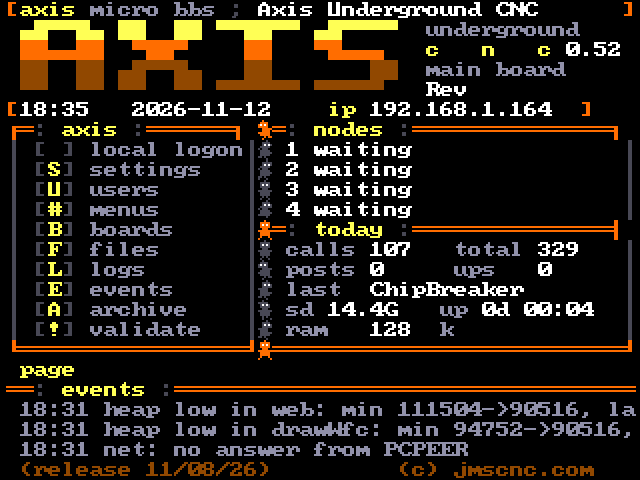 [axis micro bbs ; Axis Underground CNC ]
AXIS
underground
c n c 0.52
main board
Rev
[18:35 2026-11-12 ip 192.168.1.164 ]
: axis : : nodes
[ ] local logon 1 waiting
[S] settings 2 waiting
[U] users 3 waiting
[#] menus 4 waiting
[B] boards : today :
[F] files calls 107 total 329
[L] logs posts 0 ups 0
[E] events last ChipBreaker
[A] archive sd 14.4G up 0d 00:04
[!] validate ram 128 k
page
: events :
18:31 heap low in web: min 111504->90516, la
18:31 heap low in drawWfc: min 94752->90516,
18:31 net: no answer from PCPEER
(release 11/08/26) (c) jmscnc.com